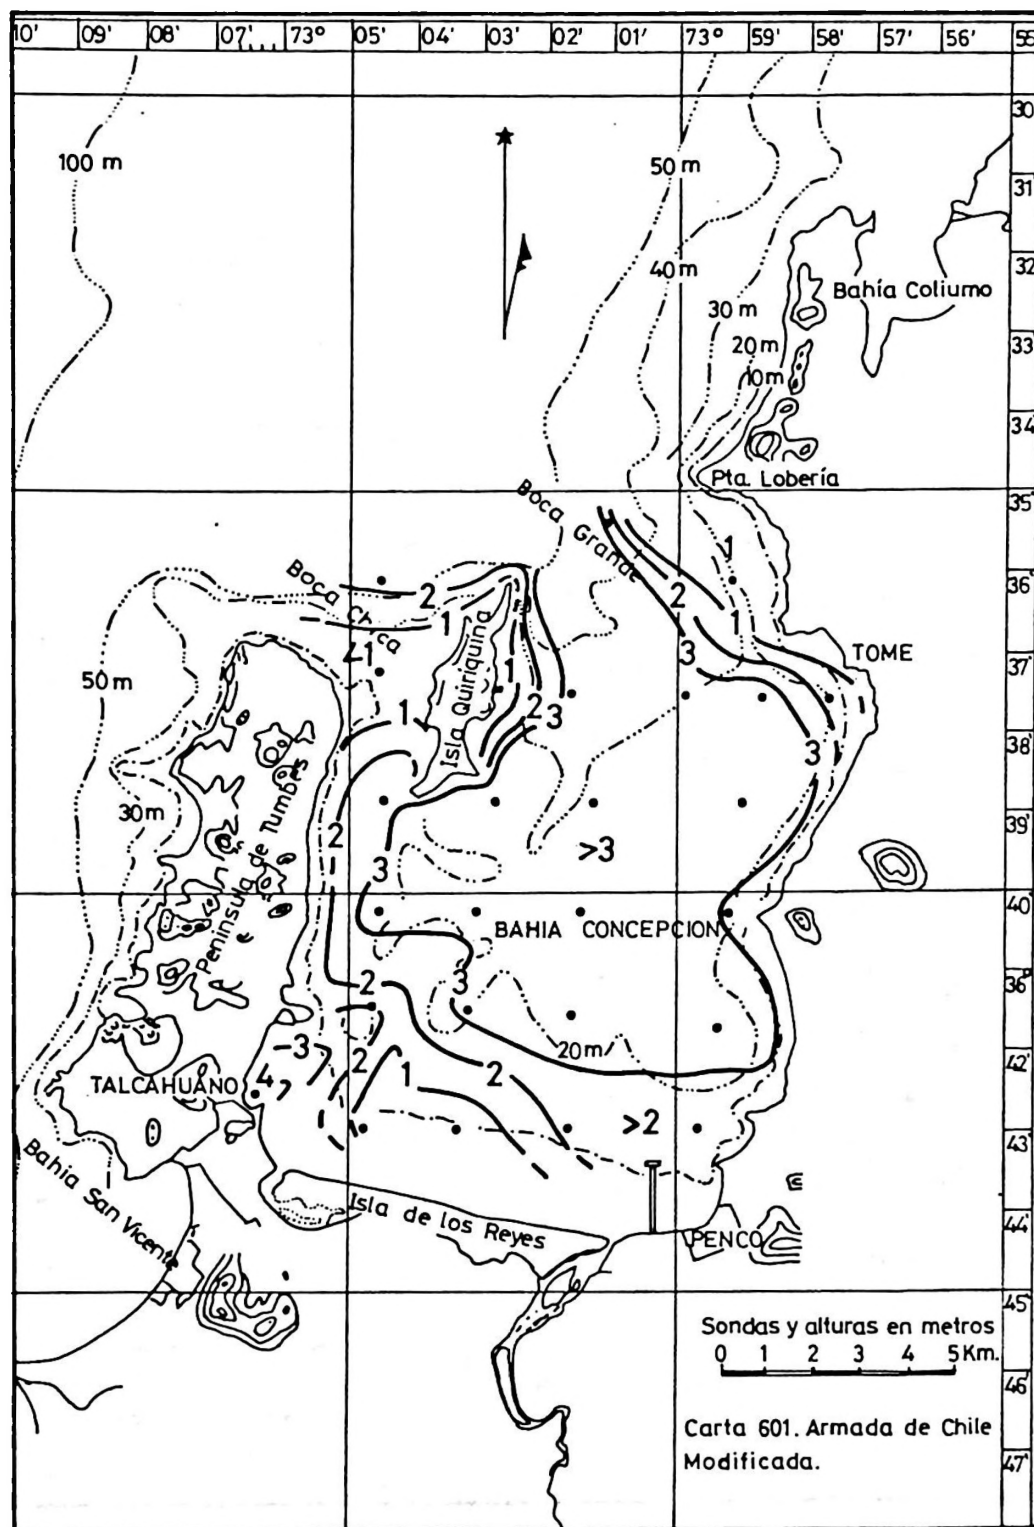 10' 09' 08' 07' 73° 05' 04' 03' 02' 01' 73° 59' 58' 57' 56' 55
30
31'
32
33
34'
35'
36'
37'
38'
39'
40'
36°
42'
43'
44'
45'
46'
47'
100 m
50 m
40 m
30 m
20 m
10 m
Bahía Coliumo
Pta. Lobería
Boca Grande
1
2
1
3
TOME
Boca Chica
2
1
1
Isla Quiriquina
1
2
3
50 m
30 m
1
2
3
3
>3
Peninsula de Tumbes
BAHIA CONCEPCION
2
3
3
2
1
2
4
20 m
>2
TALCAHUANO
Bahia San Vicente
Isla de los Reyes
PENCO
Sondas y alturas en metros
0 1 2 3 4 5 Km.
Carta 601. Armada de Chile
Modificada.